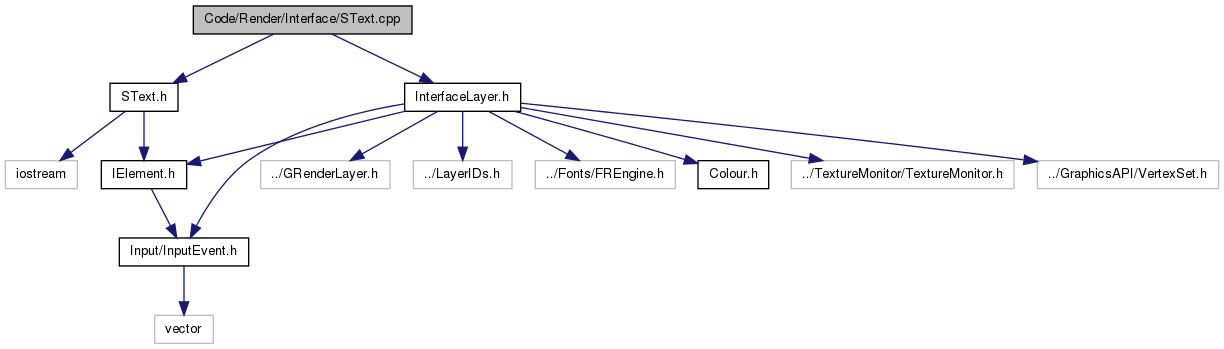 Code/Render/Interface/SText.cpp
SText.h
InterfaceLayer.h
iostream
IElement.h
../GRenderLayer.h
../LayerIDs.h
../Fonts/FREngine.h
Colour.h
../TextureMonitor/TextureMonitor.h
../GraphicsAPI/VertexSet.h
Input/InputEvent.h
vector